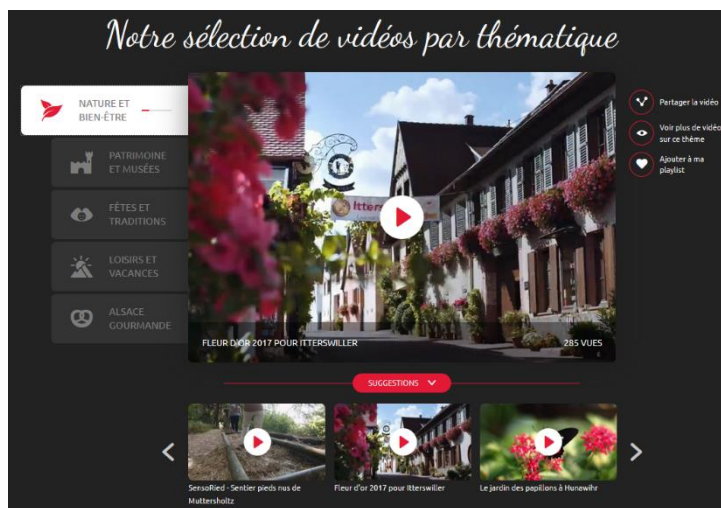 Notre sélection de vidéos par thématique
NATURE ET
BIEN-ÊTRE
PATRIMOINE
ET MUSÉES
FÊTES ET
TRADITIONS
LOISIRS ET
VACANCES
ALSACE
GOURMANDE
Itters
FLEUR D'OR 2017 POUR ITTERSWILLER
285 VUES
Partager la vidéo
Voir plus de vidéo
sur ce thème
Ajouter à ma
playlist
SUGGESTIONS
SensoRied - Sentier pieds nus de
Muttersholtz
Fleur d'or 2017 pour Itterswiller
Le jardin des papillons à Hunawihr